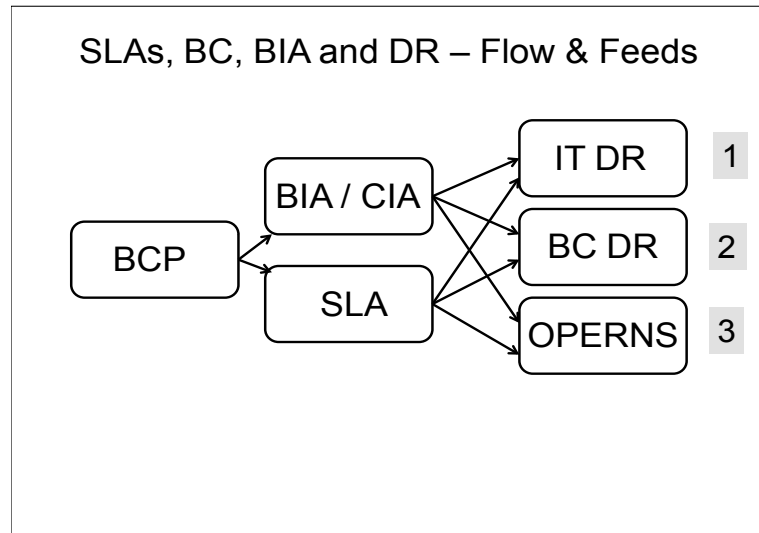 SLAs, BC, BIA and DR – Flow & Feeds
BCP
BIA / CIA
SLA
IT DR
1
BC DR
2
OPERNS
3